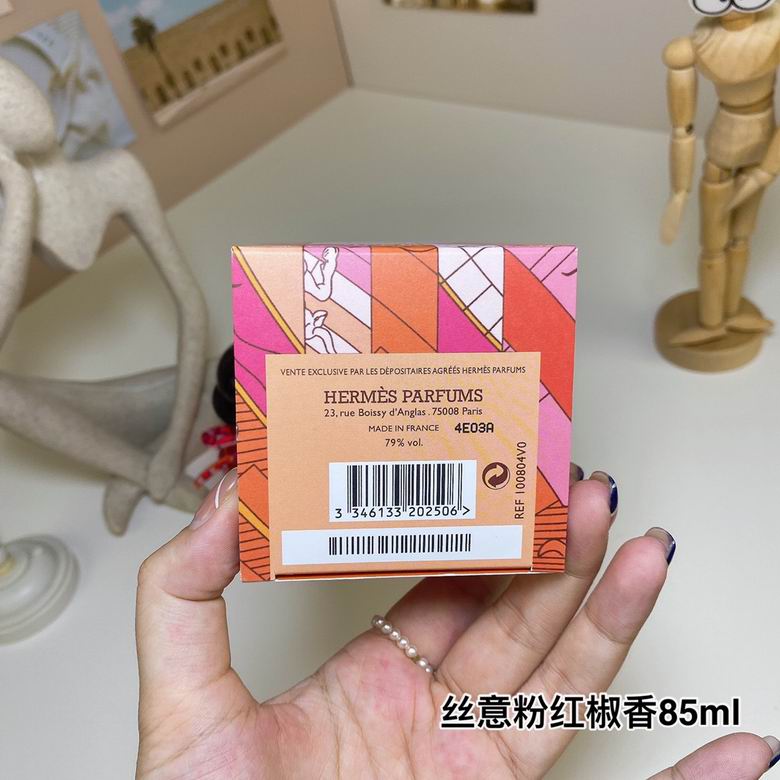 VENTE EXCLUSIVE PAR LES DÉPOSITAIRES AGRÉÉS HERMÈS PARFUMS
HERMÈS PARFUMS
23, rue Boissy d'Anglas . 75008 Paris
MADE IN FRANCE 4E03A
79% vol.
3 346133 202506 >
REF 100804V0
丝意粉红椒香85ml